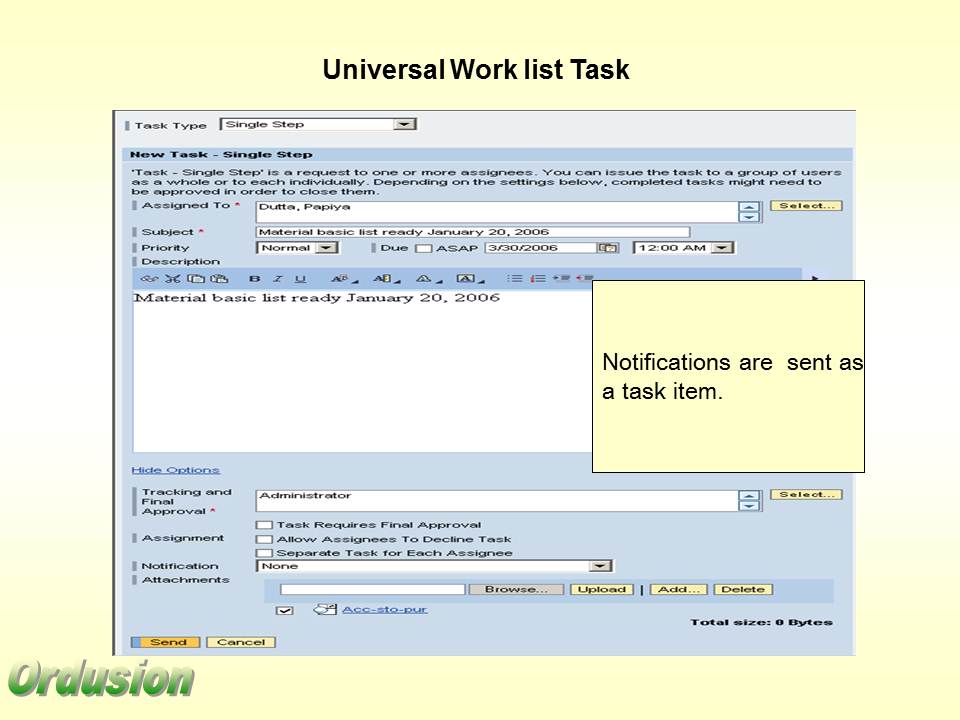 Universal Work list Task
Task Type Single Step
New Task - Single Step
'Task - Single Step' is a request to one or more assignees. You can issue the task to a group of users
as a whole or to each individually. Depending on the settings below, completed tasks might need to
be approved in order to close them.
Assigned To * Dutta, Papiya Select...
Subject * Material basic list ready January 20, 2006
Priority Normal Due ASAP 3/30/2006 12:00 AM
Description
B I U
Material basic list ready January 20, 2006
Notifications are sent as
a task item.
Hide Options
Tracking and
Final
Approval * Administrator Select...
Task Requires Final Approval
Assignment Allow Assignees To Decline Task
Separate Task for Each Assignee
Notification None
Attachments
Browse... Upload | Add... Delete
Acc-sto-pur
Total size: 0 Bytes
Send Cancel
Ordusion